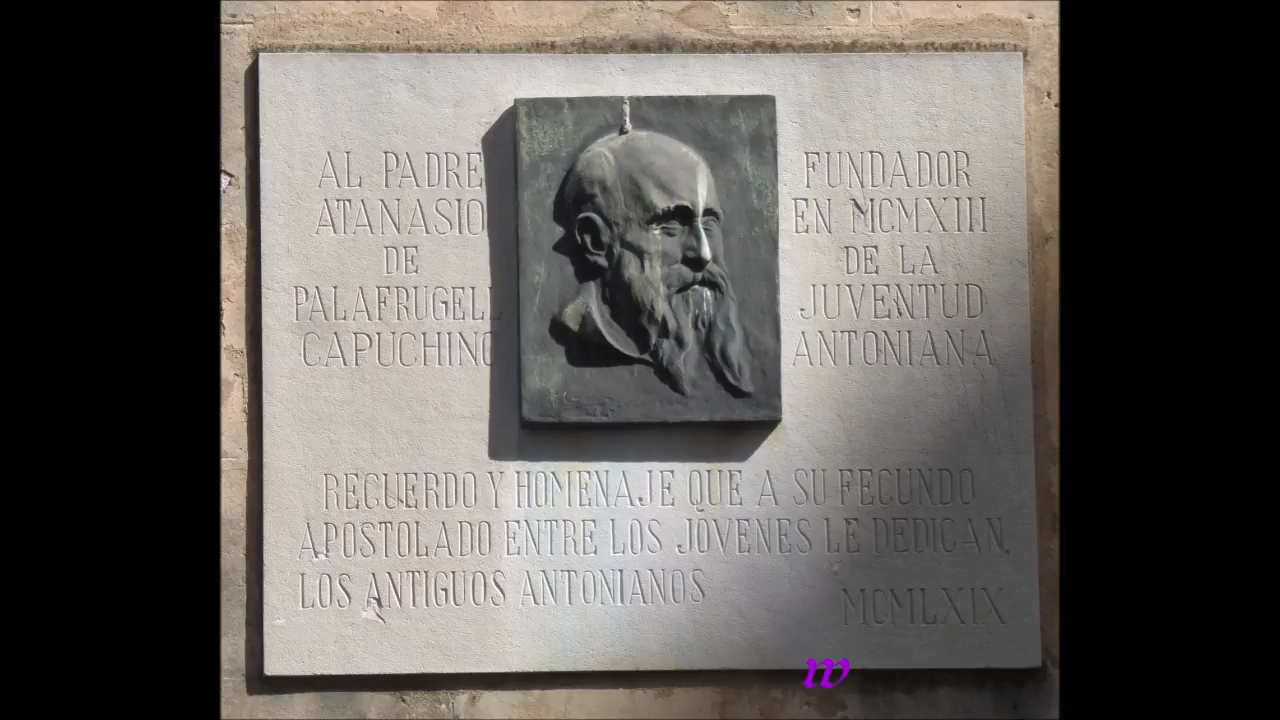 AL PADRE
ATANASIO
DE
PALAFRUGELL
CAPUCHINO
FUNDADOR
EN MCMXIII
DE LA
JUVENTUD
ANTONIANA
RECUERDO Y HOMENAJE QUE A SU FECUNDO
APOSTOLADO ENTRE LOS JOVENES LE DEDICAN,
LOS ANTIGUOS ANTONIANOS
MCMLXIX
w